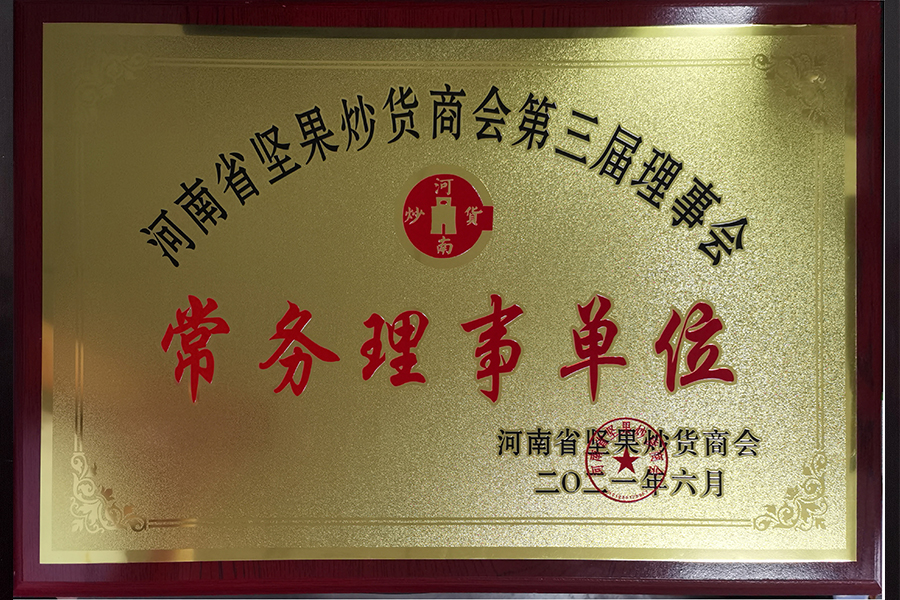 河南省坚果炒货商会第三届理事会
河
炒 货
南
常务理事单位
河南省坚果炒货商会
二〇二一年六月